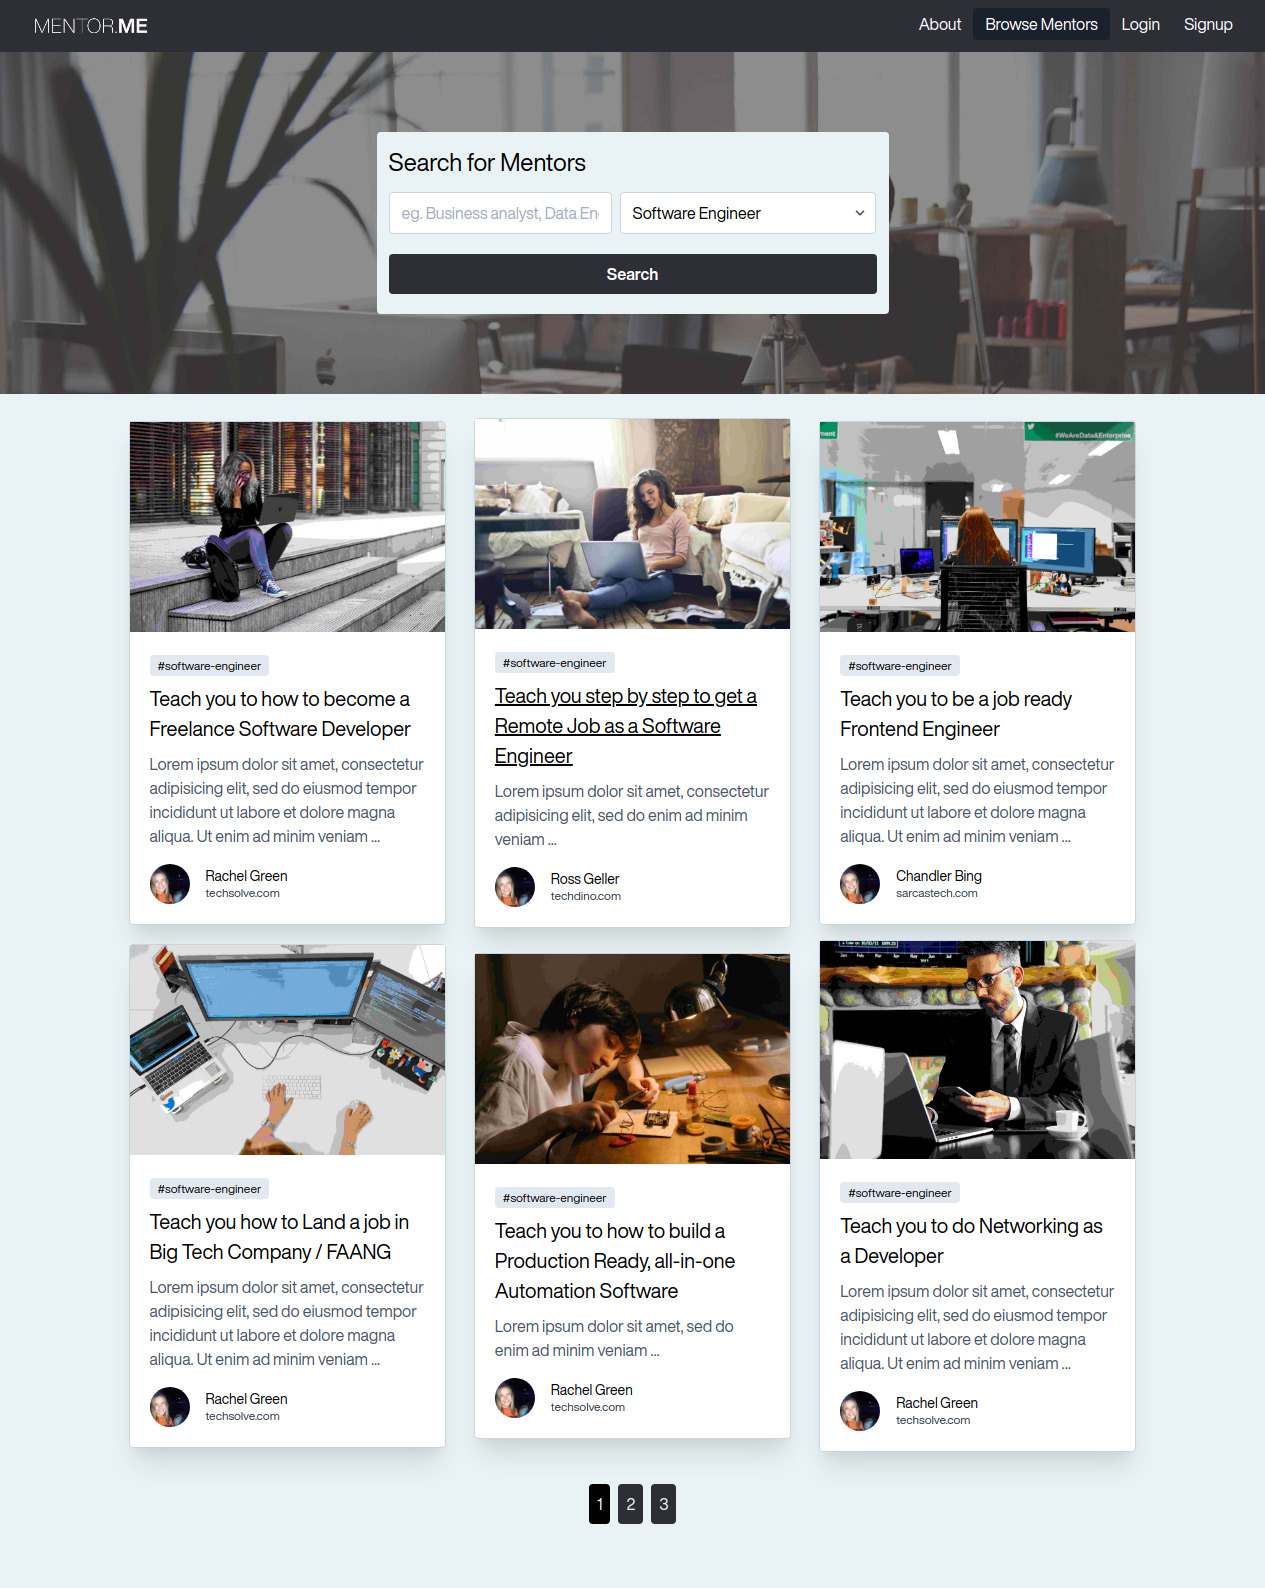 MENTOR.ME
About
Browse Mentors
Login
Signup
Search for Mentors
eg. Business analyst, Data En
Software Engineer
Search
#WeAreData&Enterprise
#software-engineer
Teach you to how to become a
Freelance Software Developer
Lorem ipsum dolor sit amet, consectetur
adipisicing elit, sed do eiusmod tempor
incididunt ut labore et dolore magna
aliqua. Ut enim ad minim veniam ...
Rachel Green
techsolve.com
#software-engineer
Teach you step by step to get a
Remote Job as a Software
Engineer
Lorem ipsum dolor sit amet, consectetur
adipisicing elit, sed do enim ad minim
veniam ...
Ross Geller
techdino.com
#software-engineer
Teach you to be a job ready
Frontend Engineer
Lorem ipsum dolor sit amet, consectetur
adipisicing elit, sed do eiusmod tempor
incididunt ut labore et dolore magna
aliqua. Ut enim ad minim veniam ...
Chandler Bing
sarcastech.com
#software-engineer
Teach you how to Land a job in
Big Tech Company / FAANG
Lorem ipsum dolor sit amet, consectetur
adipisicing elit, sed do eiusmod tempor
incididunt ut labore et dolore magna
aliqua. Ut enim ad minim veniam ...
Rachel Green
techsolve.com
#software-engineer
Teach you to how to build a
Production Ready, all-in-one
Automation Software
Lorem ipsum dolor sit amet, sed do
enim ad minim veniam ...
Rachel Green
techsolve.com
#software-engineer
Teach you to do Networking as
a Developer
Lorem ipsum dolor sit amet, consectetur
adipisicing elit, sed do eiusmod tempor
incididunt ut labore et dolore magna
aliqua. Ut enim ad minim veniam ...
Rachel Green
techsolve.com
1
2
3